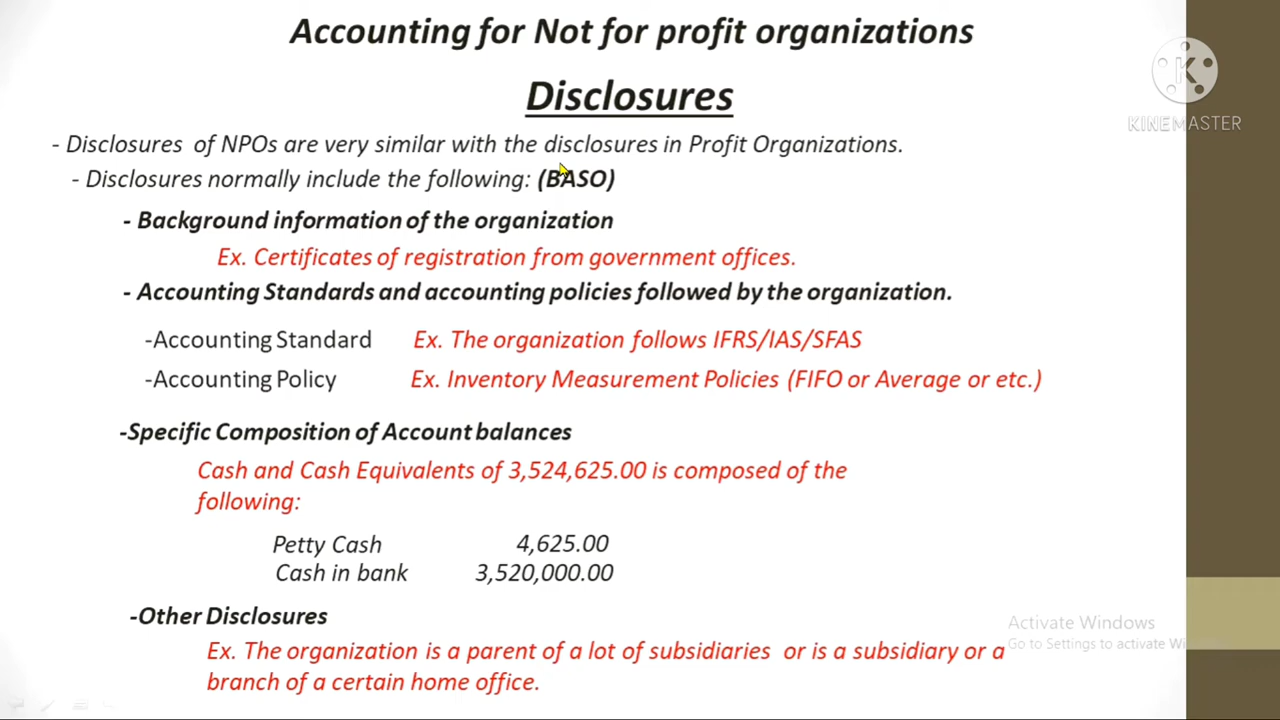 Accounting for Not for profit organizations
KINEMASTER
Disclosures
- Disclosures of NPOs are very similar with the disclosures in Profit Organizations.
- Disclosures normally include the following: (BASO)
- Background information of the organization
Ex. Certificates of registration from government offices.
- Accounting Standards and accounting policies followed by the organization.
-Accounting Standard Ex. The organization follows IFRS/IAS/SFAS
-Accounting Policy Ex. Inventory Measurement Policies (FIFO or Average or etc.)
-Specific Composition of Account balances
Cash and Cash Equivalents of 3,524,625.00 is composed of the
following:
Petty Cash 4,625.00
Cash in bank 3,520,000.00
-Other Disclosures
Ex. The organization is a parent of a lot of subsidiaries or is a subsidiary or a
branch of a certain home office.
Activate Windows
Go to Settings to activate Wi